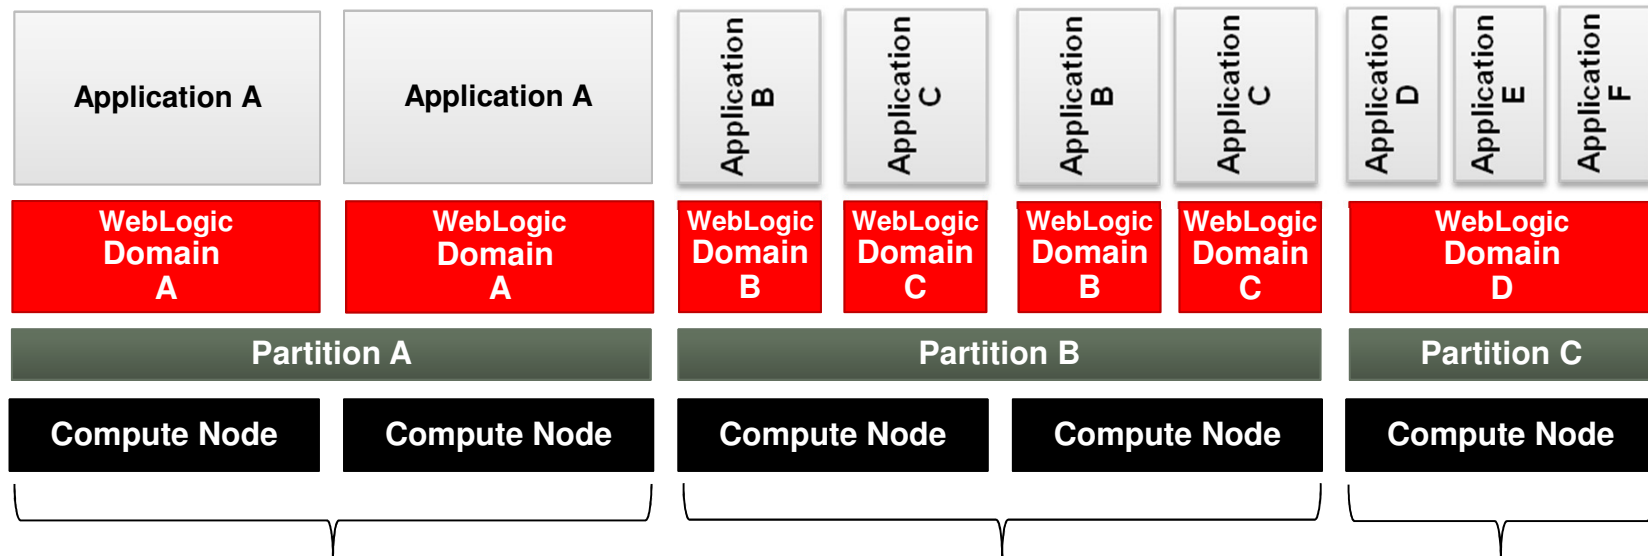 Application A
Application A
Application
B
Application
C
Application
B
Application
C
Application
D
Application
E
Application
F
WebLogic
Domain
A
WebLogic
Domain
A
WebLogic
Domain
B
WebLogic
Domain
C
WebLogic
Domain
B
WebLogic
Domain
C
WebLogic
Domain
D
Partition A
Partition B
Partition C
Compute Node
Compute Node
Compute Node
Compute Node
Compute Node